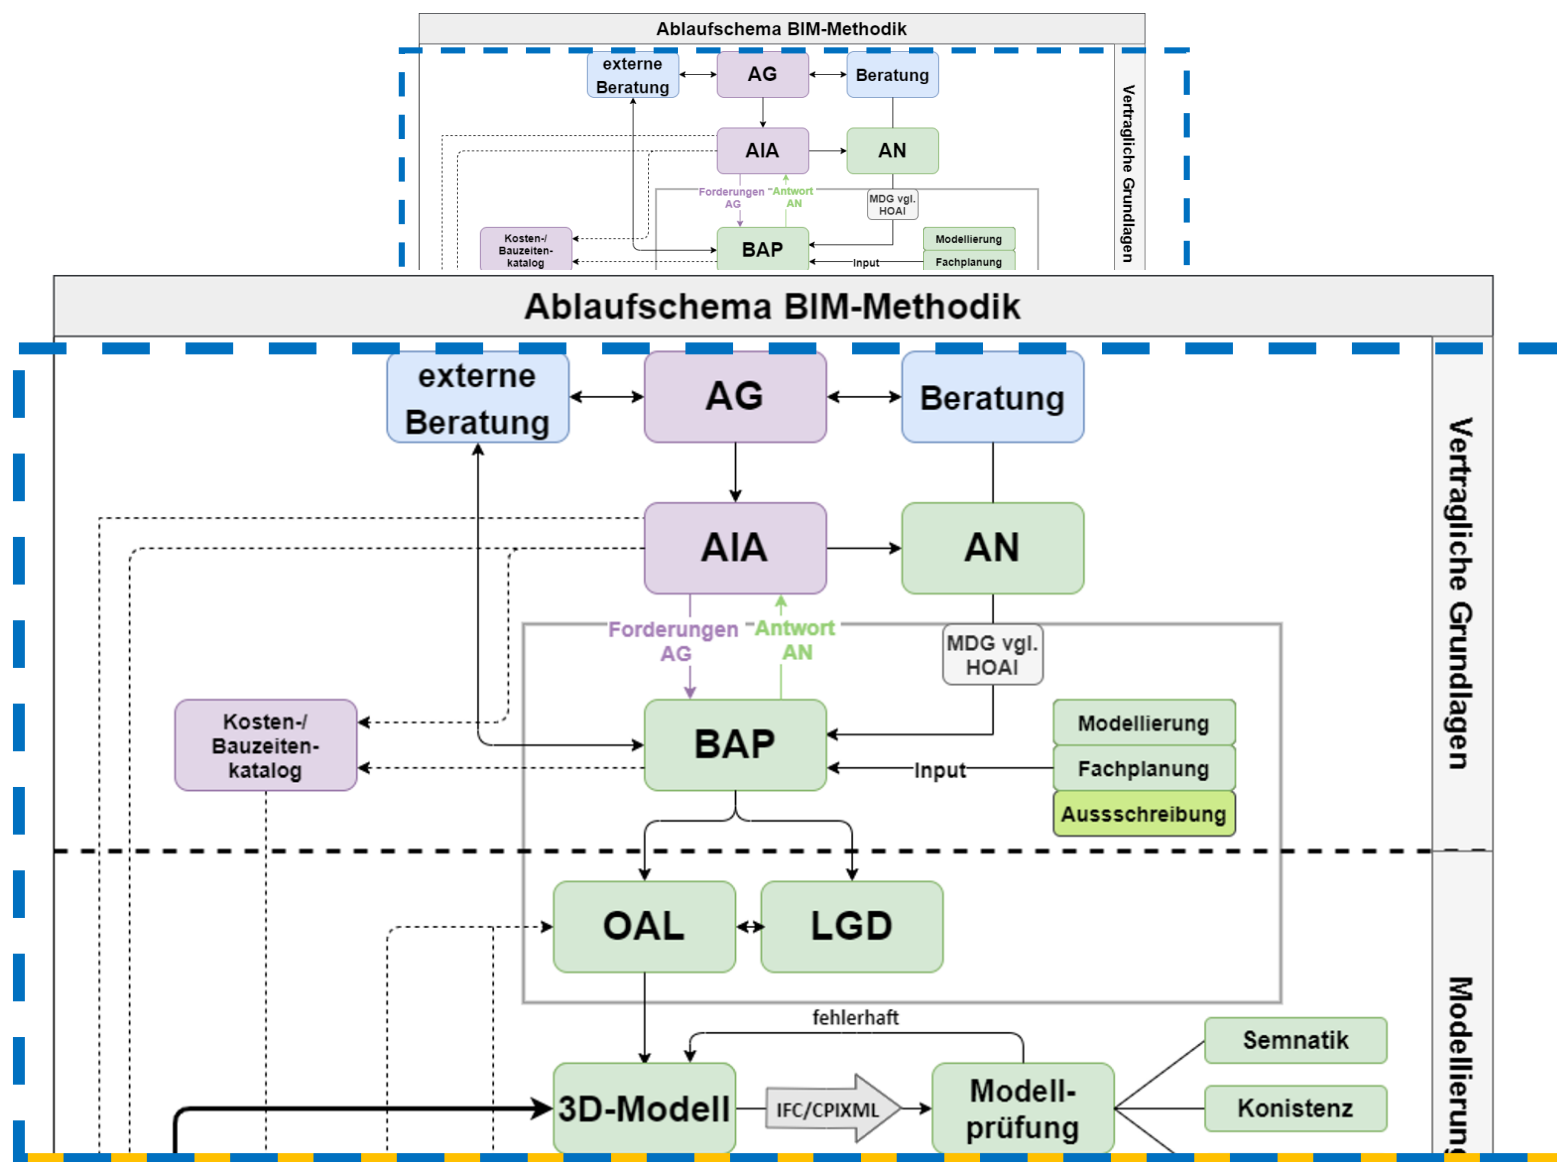 Ablaufschema BIM-Methodik
externe
Beratung
AG
Beratung
AIA
AN
Vertragliche Grundlagen
Forderungen
AG
Antwort
AN
MDG vgl.
HOAI
Kosten-/
Bauzeiten-
katalog
BAP
Input
Modellierung
Fachplanung
Ablaufschema BIM-Methodik
externe
Beratung
AG
Beratung
AIA
AN
Vertragliche Grundlagen
Forderungen
AG
Antwort
AN
MDG vgl.
HOAI
Kosten-/
Bauzeiten-
katalog
BAP
Input
Modellierung
Fachplanung
Aussschreibung
OAL
LGD
Modellierung
fehlerhaft
3D-Modell
IFC/CPIXML
Modell-
prüfung
Semnatik
Konistenz